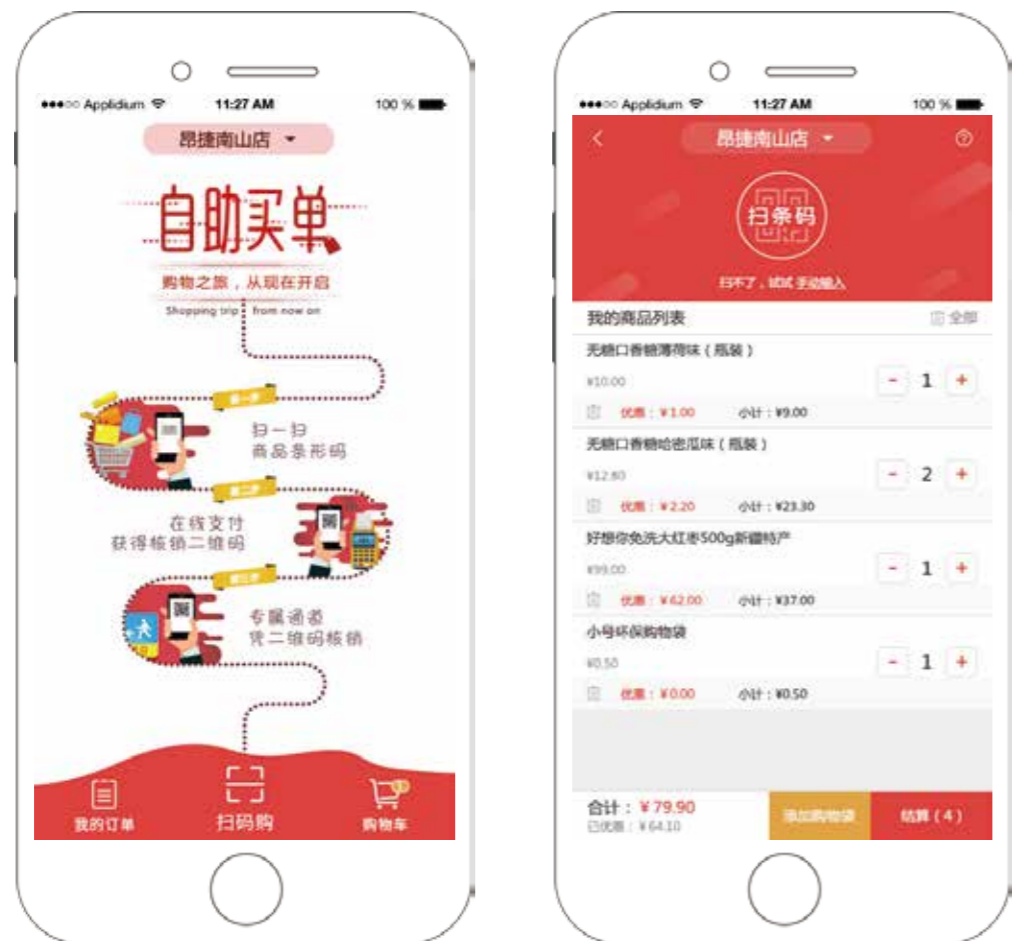 ●●●○○ Applidium 11:27 AM 100 %
昂捷南山店
自助买单
购物之旅，从现在开启
Shopping trip from now on
第一步
扫一扫
商品条形码
第二步
在线支付
获得核销二维码
第三步
专属通道
凭二维码核销
我的订单
扫码购
购物车
●●●○○ Applidium 11:27 AM 100 %
昂捷南山店
扫条码
扫不了，试试 手动输入
我的商品列表 全部
无糖口香糖薄荷味（瓶装）
¥10.00
- 1 +
优惠：￥1.00 小计：¥9.00
无糖口香糖哈密瓜味（瓶装）
¥12.80
- 2 +
优惠：￥2.20 小计：¥23.30
好想你免洗大红枣500g新疆特产
¥99.00
- 1 +
优惠：￥62.00 小计：¥37.00
小号环保购物袋
¥0.50
- 1 +
优惠：￥0.00 小计：¥0.50
合计：￥79.90
已优惠：￥64.10
添加购物袋
结算(4)